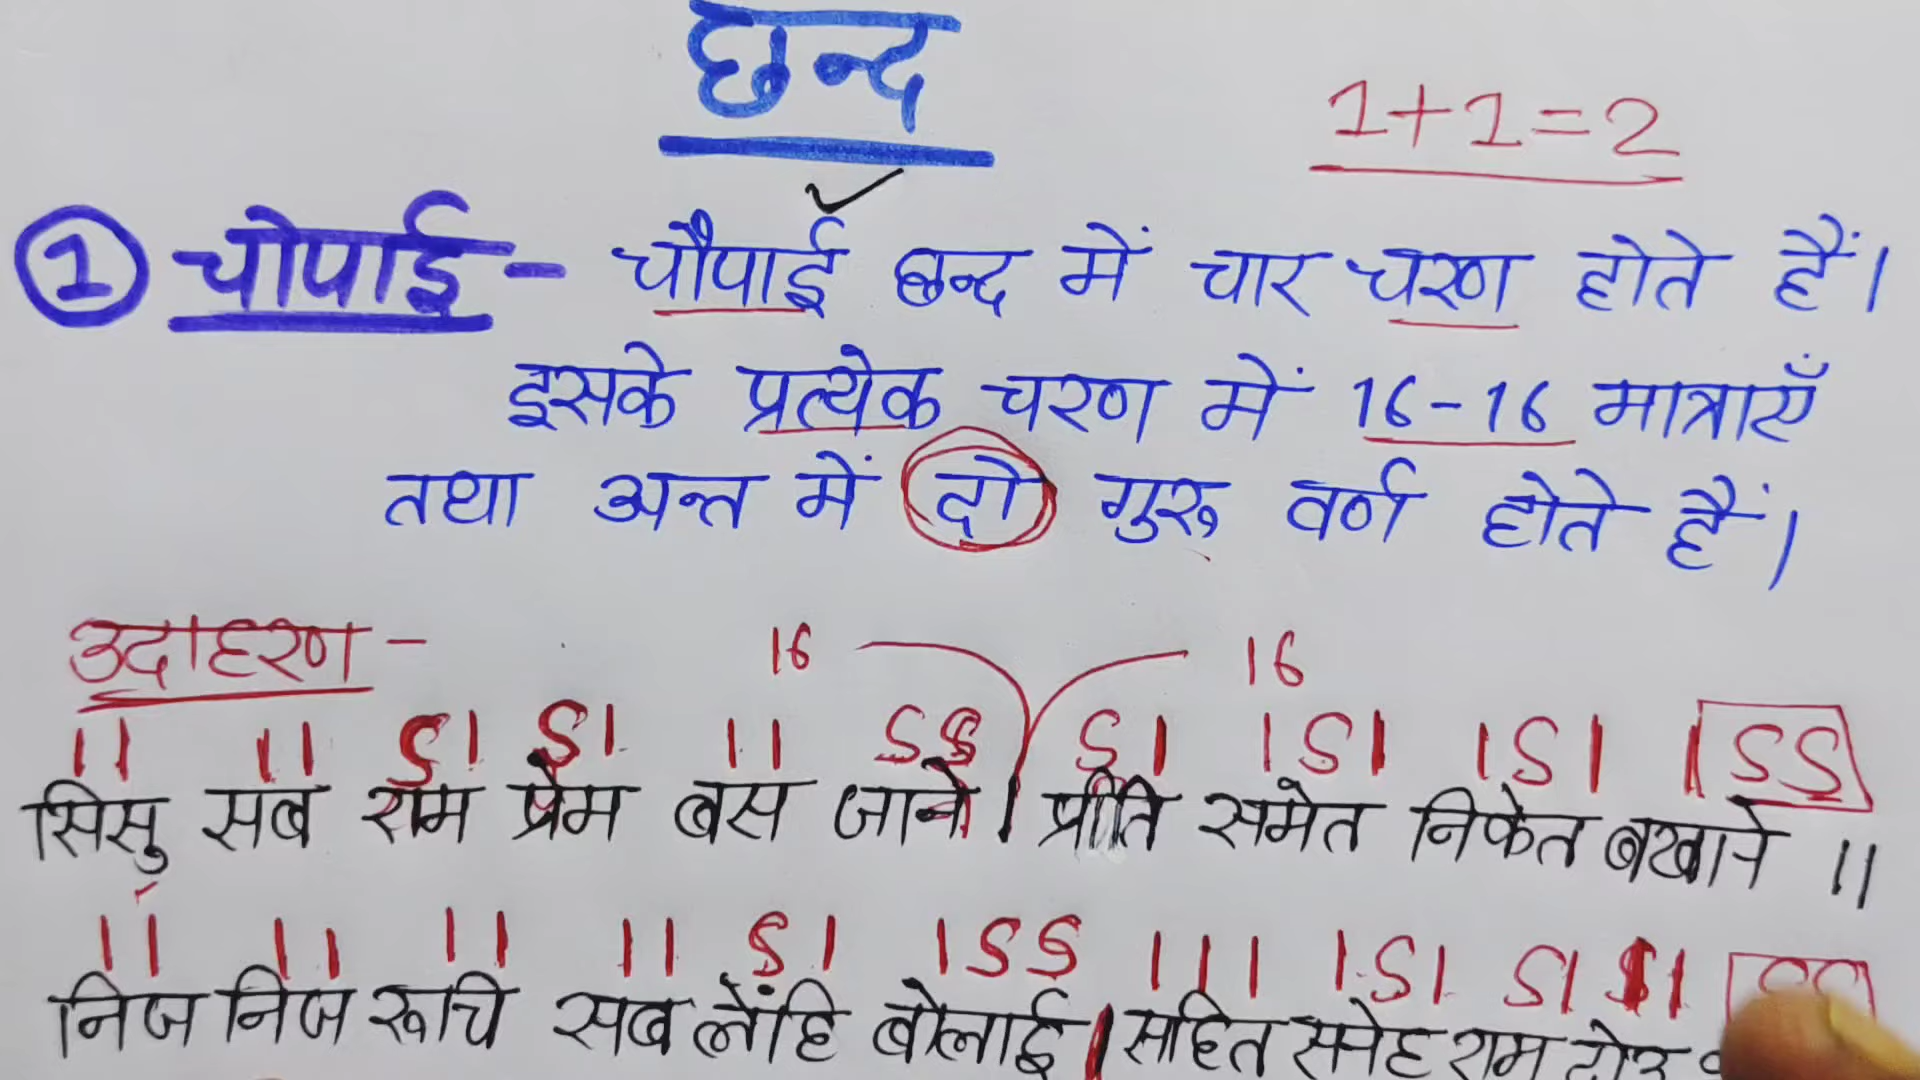 छन्द
1+1=2
① चोपाई - चौपाई छन्द में चार चरण होते हैं।
इसके प्रत्येक चरण में 16-16 मात्राएँ
तथा अन्त में दो गुरू वर्ण होते हैं।
उदाहरण - 16 16
।। ।। ऽ। ऽ। ।। ऽऽ ऽ। ।ऽ। ।ऽ। ।ऽऽ
सिसु सब राम प्रेम बस जाने। प्रीति समेत निकेत बखाने ॥
।। ।। ।। ।। ऽ। ।ऽऽ ।।। ।ऽ। ऽ।
निज निज रूचि सब लेंहि बोलाई। सहित स्नेह राम